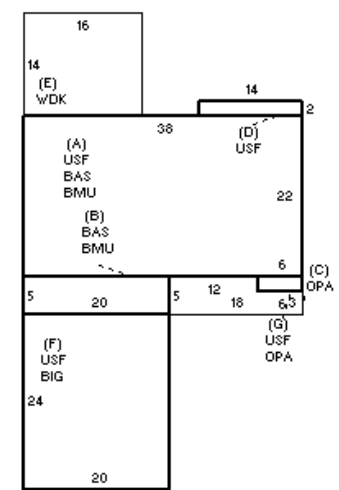 16
14
(E)
WDK
14
2
38
(D)
USF
(A)
USF
BAS
BMU
22
(B)
BAS
BMU
6
(C)
OPA
5
20
5
12
18
6
3
(G)
USF
OPA
(F)
USF
BIG
24
20